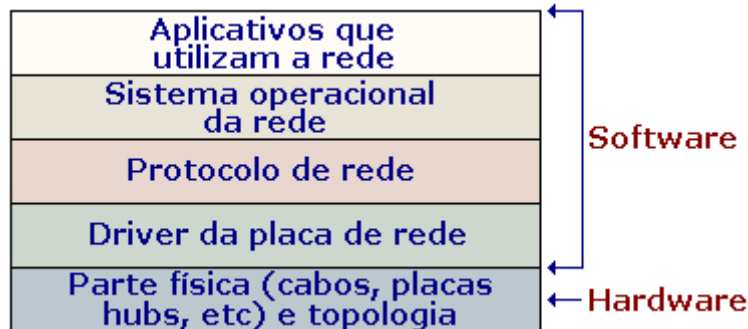 Aplicativos que
utilizam a rede
Sistema operacional
da rede
Protocolo de rede
Driver da placa de rede
Parte física (cabos, placas
hubs, etc) e topologia
Software
Hardware